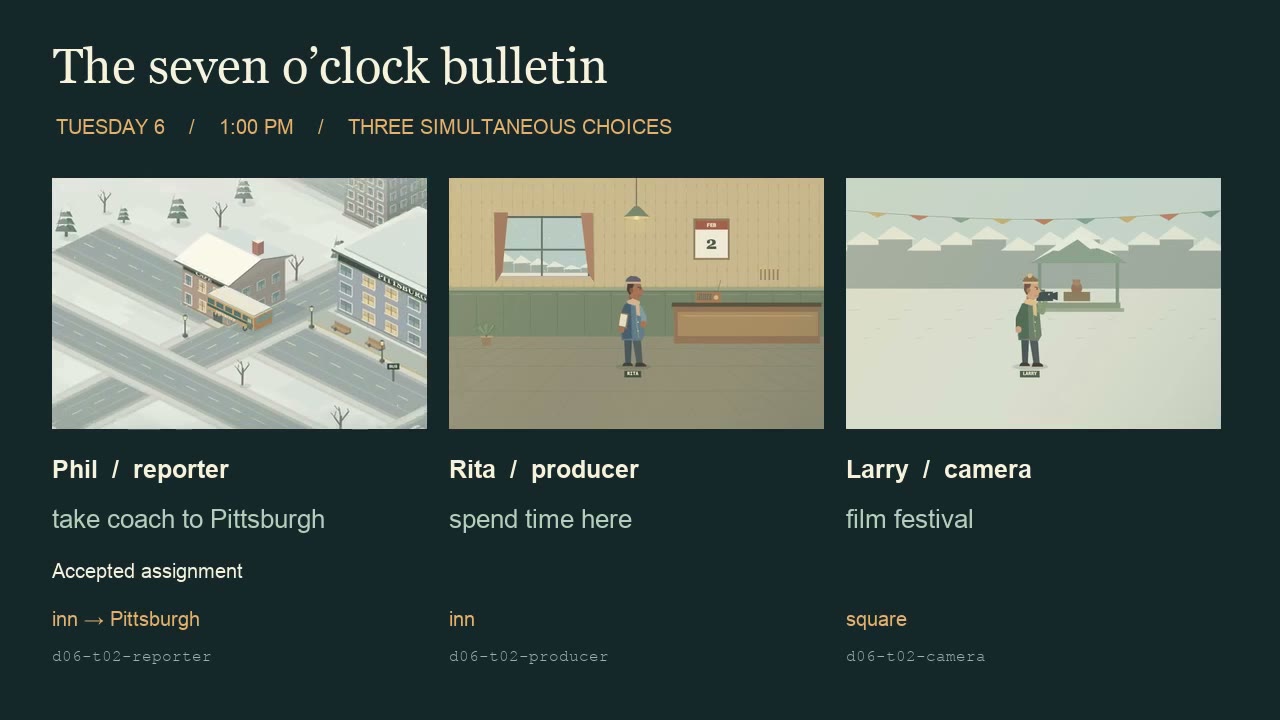 The seven o’clock bulletin
TUESDAY 6 / 1:00 PM / THREE SIMULTANEOUS CHOICES
PITTSBURG
FEB
2
RITA
LARRY
Phil / reporter
Rita / producer
Larry / camera
take coach to Pittsburgh
spend time here
film festival
Accepted assignment
inn → Pittsburgh
inn
square
d06-t02-reporter
d06-t02-producer
d06-t02-camera